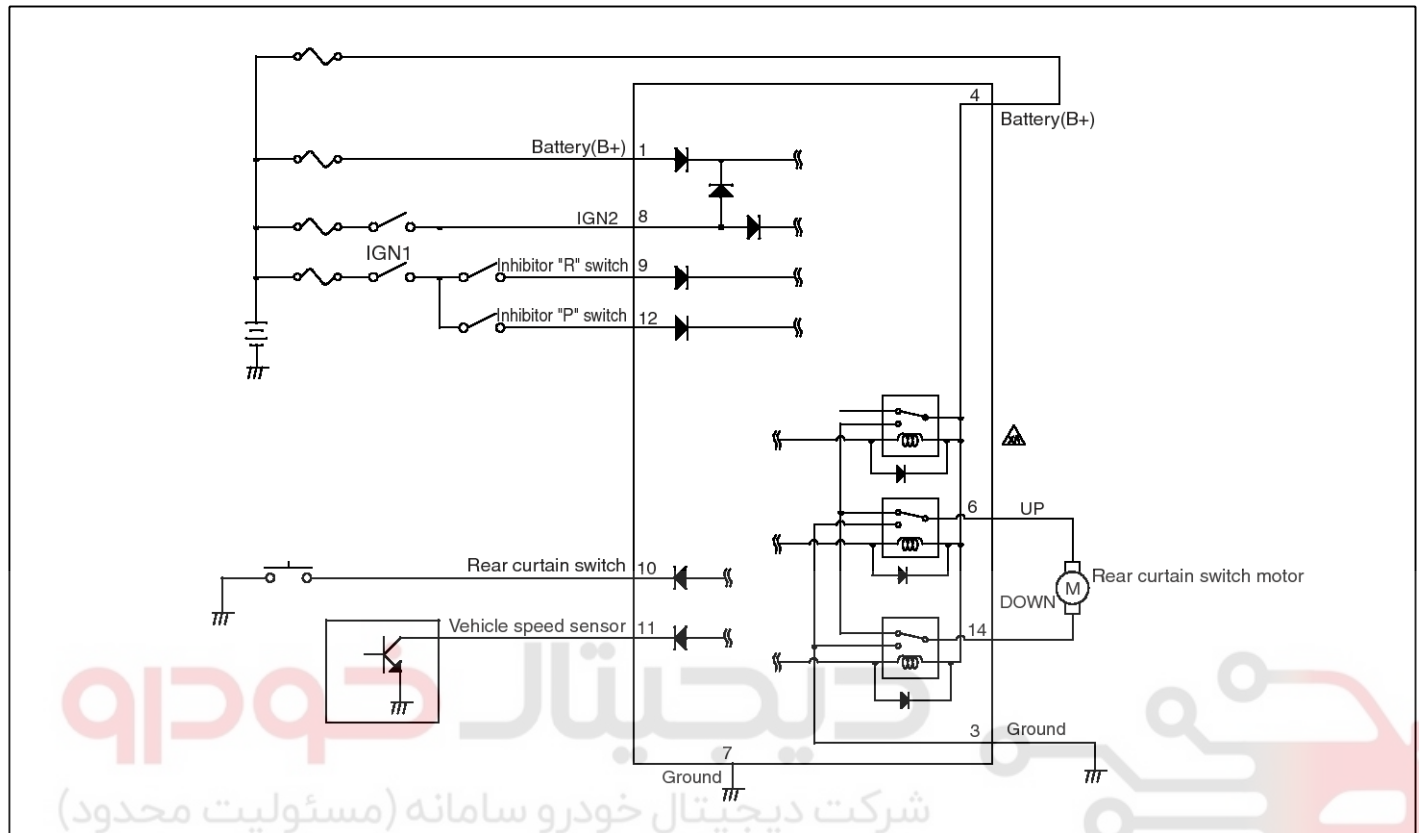 4
Battery(B+)
Battery(B+) 1
IGN2 8
IGN1
Inhibitor "R" switch 9
Inhibitor "P" switch 12
6 UP
Rear curtain switch 10
M Rear curtain switch motor
DOWN
Vehicle speed sensor 11
14
دیجیتال خودرو
3 Ground
7
Ground
شرکت دیجیتال خودرو سامانه (مسئولیت محدود)